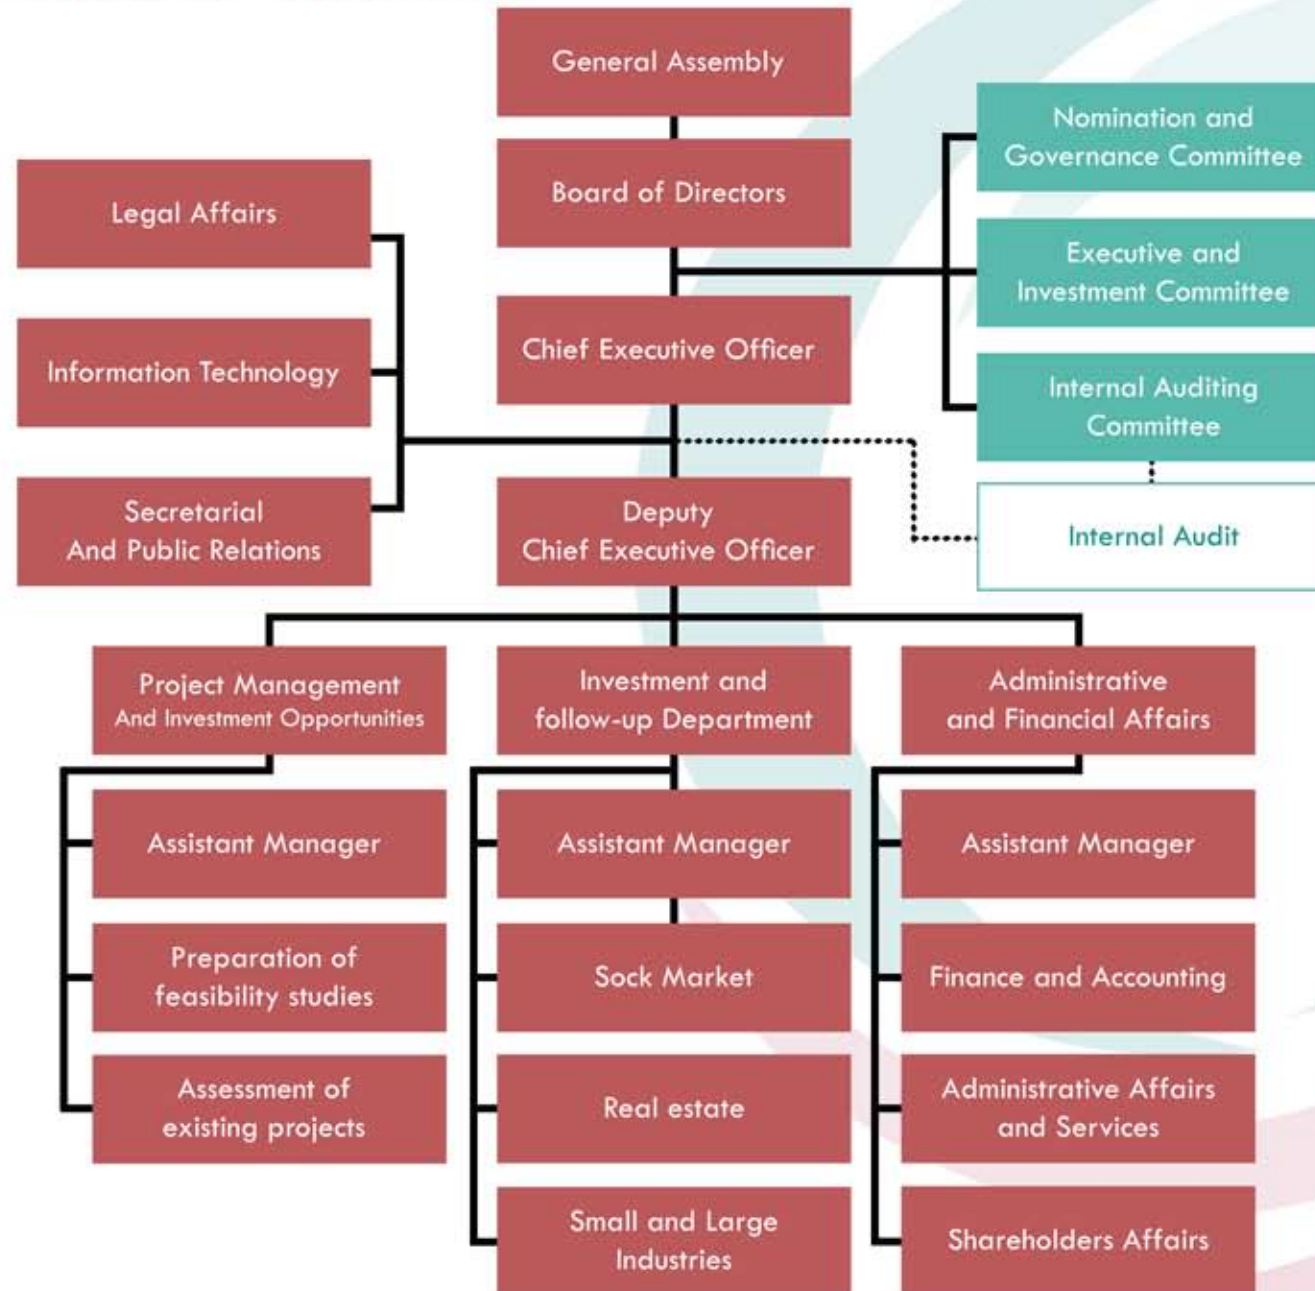 General Assembly
Nomination and
Governance Committee
Board of Directors
Legal Affairs
Executive and
Investment Committee
Chief Executive Officer
Information Technology
Internal Auditing
Committee
Secretarial
And Public Relations
Deputy
Chief Executive Officer
Internal Audit
Project Management
And Investment Opportunities
Investment and
follow-up Department
Administrative
and Financial Affairs
Assistant Manager
Assistant Manager
Assistant Manager
Preparation of
feasibility studies
Sock Market
Finance and Accounting
Assessment of
existing projects
Real estate
Administrative Affairs
and Services
Small and Large
Industries
Shareholders Affairs